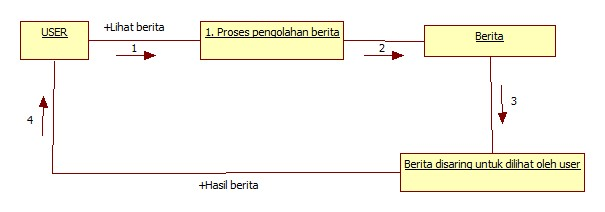 +Lihat berita
USER
1. Proses pengolahan berita
Berita
1
2
3
4
Berita disaring untuk dilihat oleh user
+Hasil berita